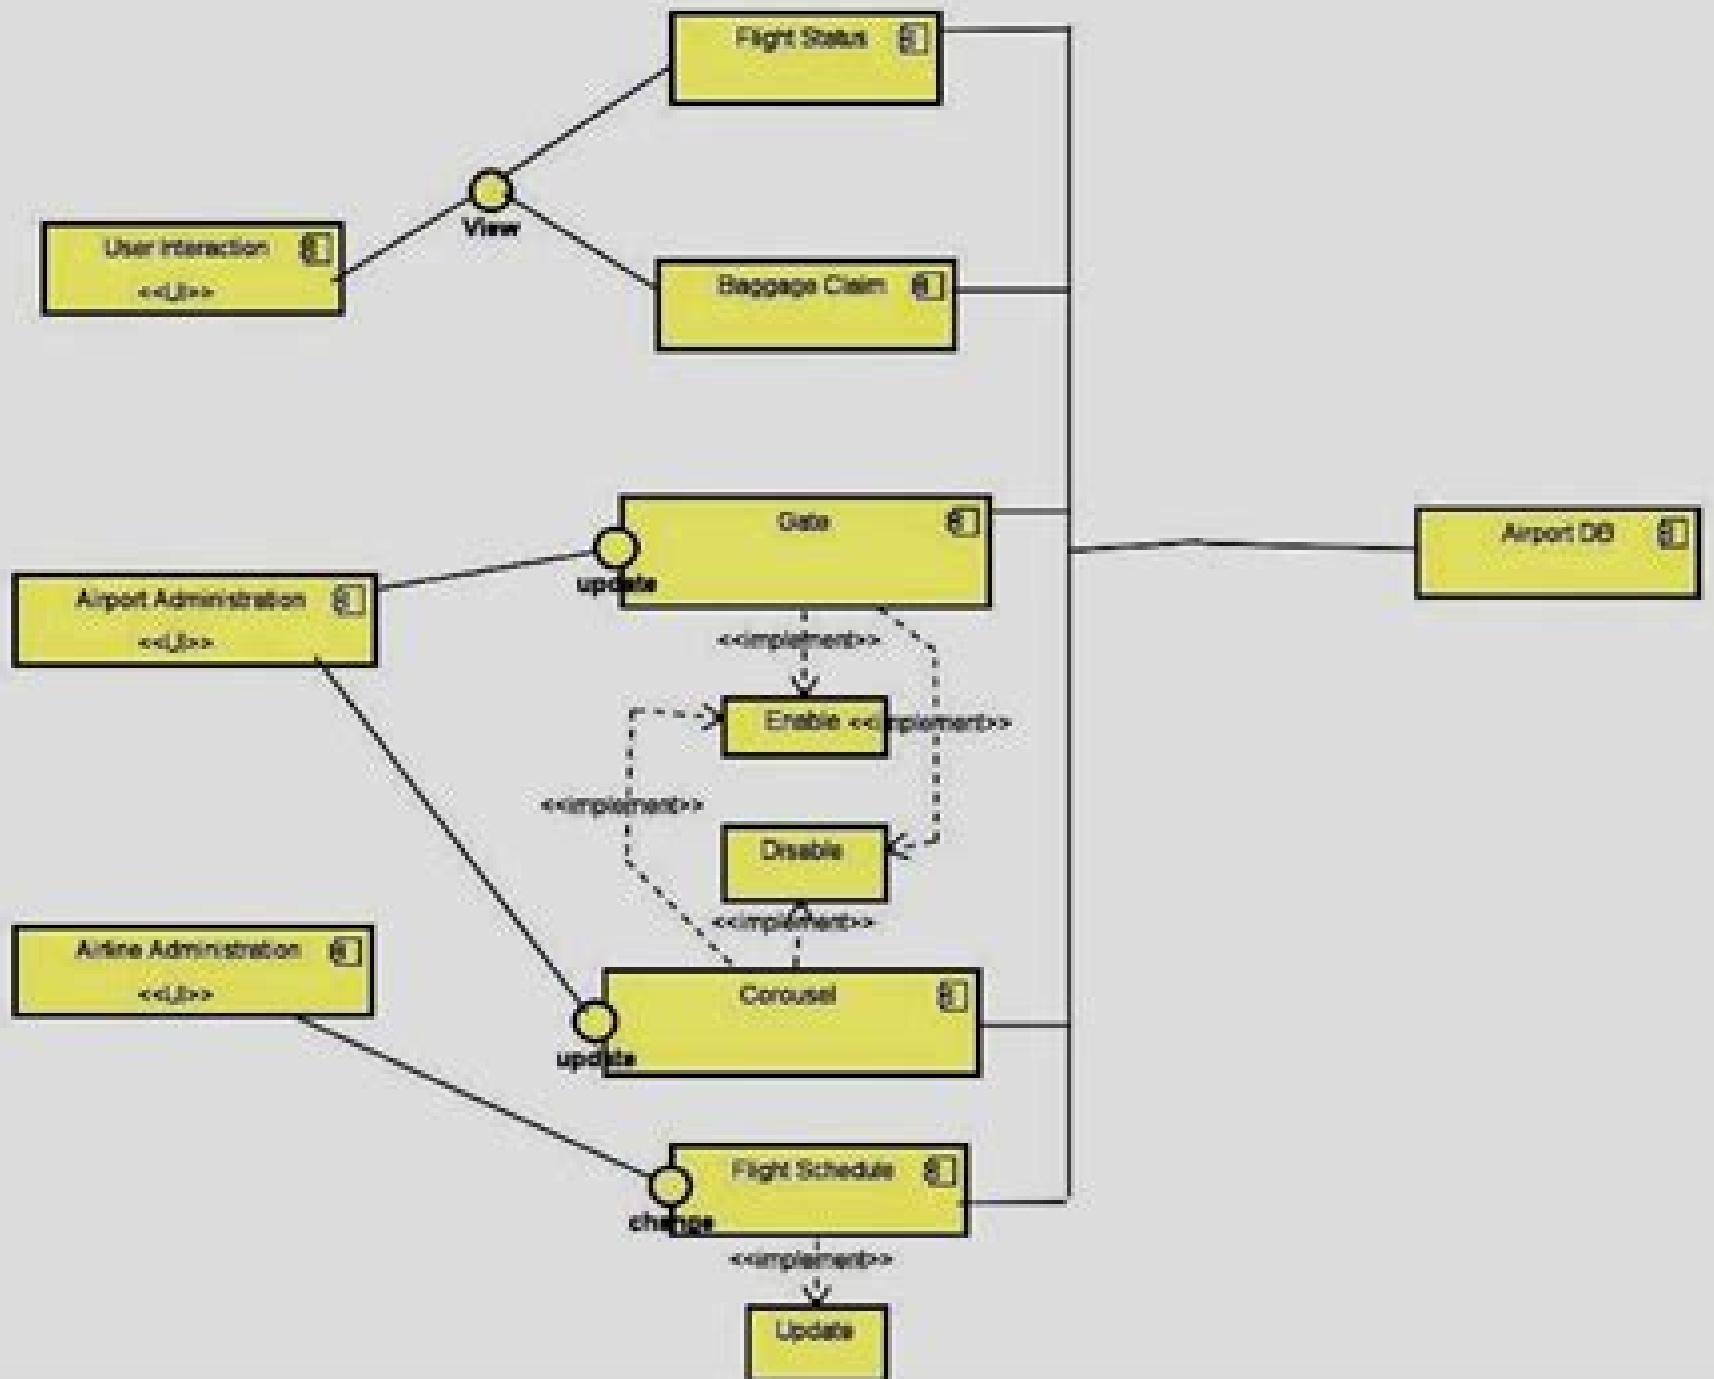 Flight Status
View
User Interaction
<<UI>>
Baggage Claim
Gate
update
Airport DB
Airport Administration
<<UI>>
<<implement>>
Enable
<<implement>>
<<implement>>
Disable
<<implement>>
Airline Administration
<<UI>>
Corousel
update
Flight Schedule
change
<<implement>>
Update